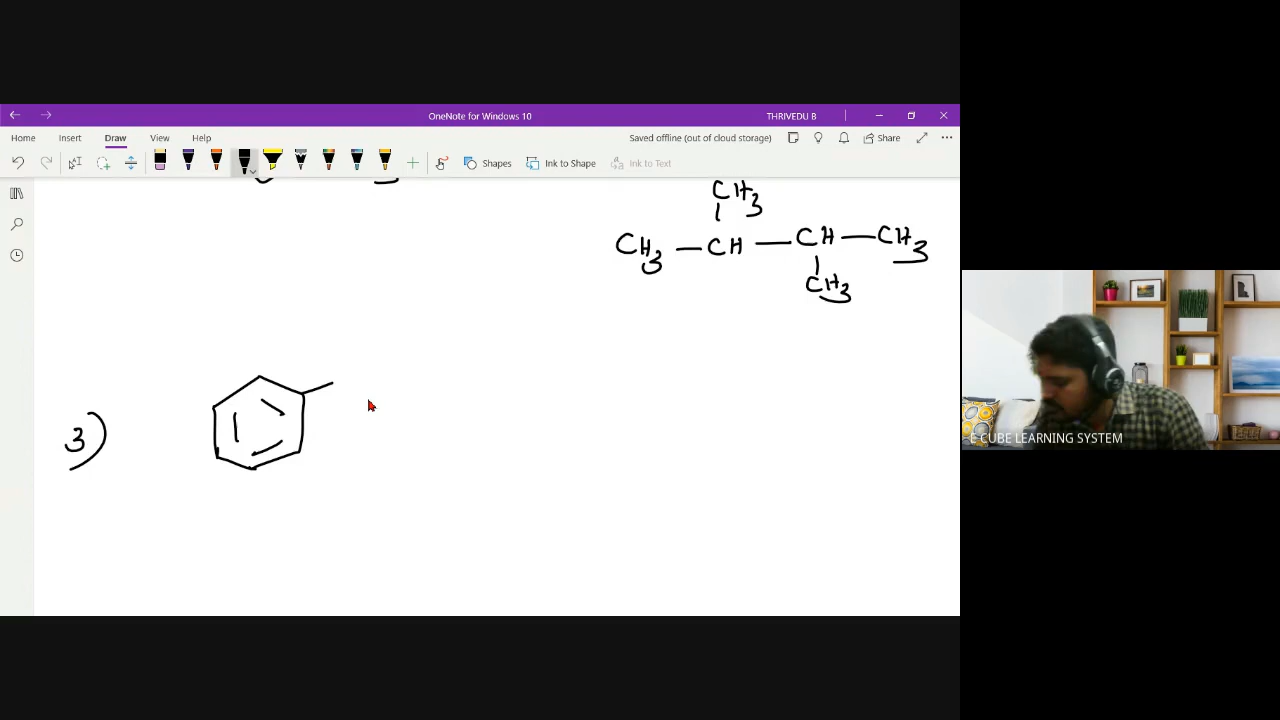 OneNote for Windows 10
THRIVEDU B
Home Insert Draw View Help
Saved offline (out of cloud storage)
Share
Shapes
Ink to Shape
Ink to Text
CH3
CH3 — CH — CH — CH3
CH3
3)
E CUBE LEARNING SYSTEM